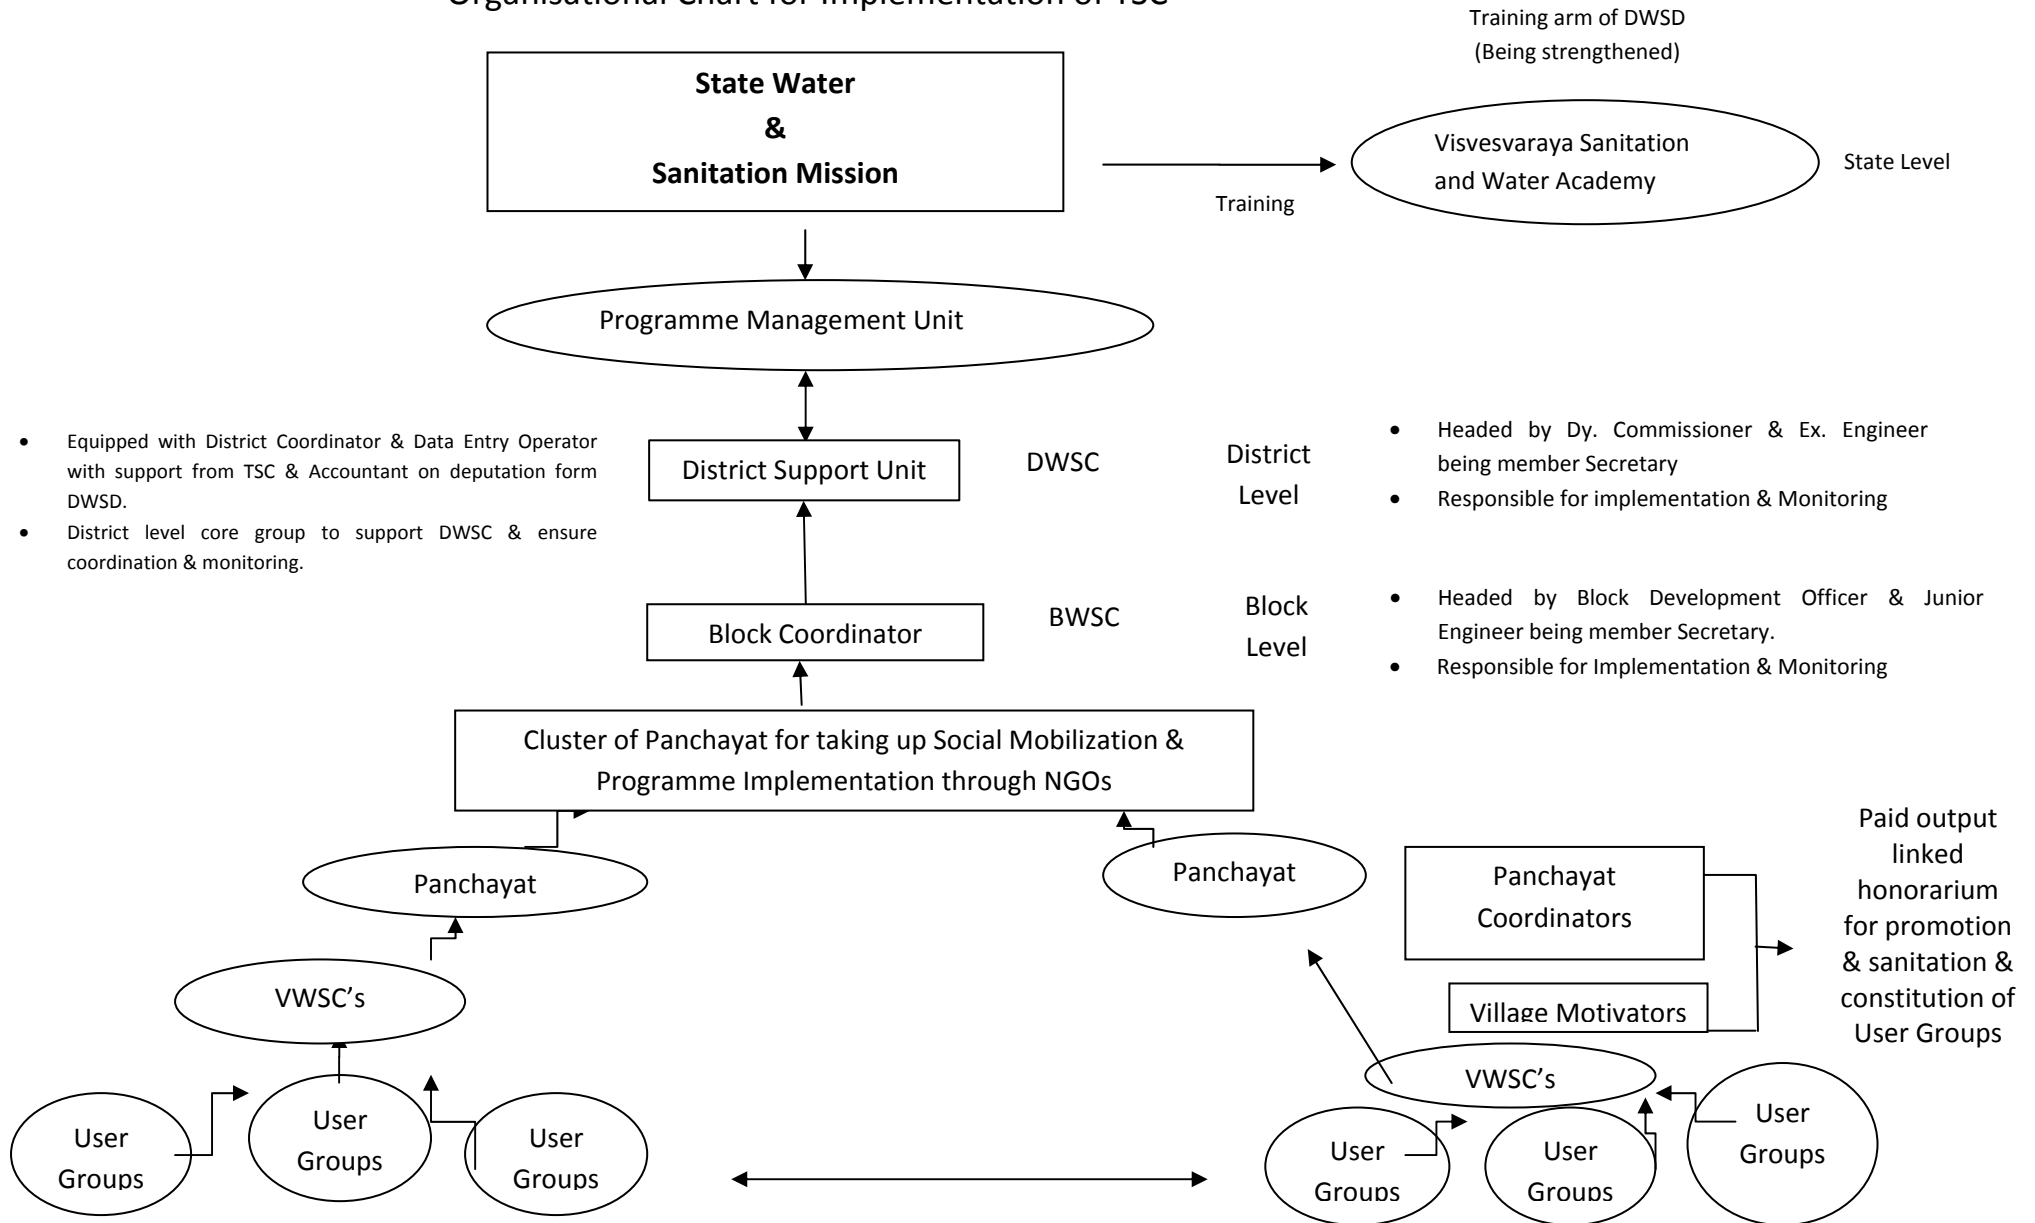 Organisational Chart for Implementation of TSC
Training arm of DWSD
(Being strengthened)
State Water
&
Sanitation Mission
Training
Visvesvaraya Sanitation
and Water Academy
State Level
Programme Management Unit
• Equipped with District Coordinator & Data Entry Operator
with support from TSC & Accountant on deputation form
DWSD.
• District level core group to support DWSC & ensure
coordination & monitoring.
District Support Unit
DWSC
District
Level
• Headed by Dy. Commissioner & Ex. Engineer
being member Secretary
• Responsible for implementation & Monitoring
Block Coordinator
BWSC
Block
Level
• Headed by Block Development Officer & Junior
Engineer being member Secretary.
• Responsible for Implementation & Monitoring
Cluster of Panchayat for taking up Social Mobilization &
Programme Implementation through NGOs
Panchayat
Panchayat
Panchayat
Coordinators
Paid output
linked
honorarium
for promotion
& sanitation &
constitution of
User Groups
VWSC’s
Village Motivators
VWSC’s
User
Groups
User
Groups
User
Groups
User
Groups
User
Groups
User
Groups